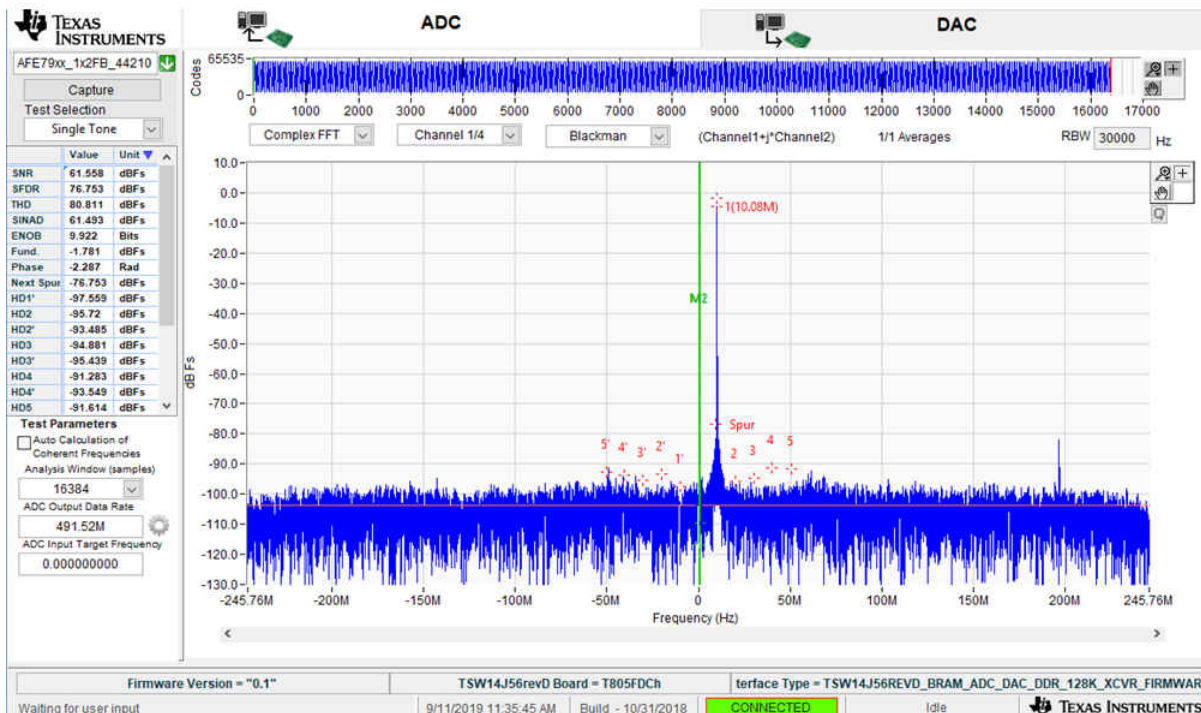 TEXAS INSTRUMENTS
ADC
DAC
AFE79xx_1x2FB_44210
Capture
Test Selection
Single Tone
Value Unit
SNR 61.558 dBFs
SFDR 76.753 dBFs
THD 80.811 dBFs
SINAD 61.493 dBFs
ENOB 9.922 Bits
Fund. -1.781 dBFs
Phase -2.287 Rad
Next Spur -76.753 dBFs
HD1' -97.559 dBFs
HD2 -95.72 dBFs
HD2' -93.485 dBFs
HD3 -94.881 dBFs
HD3' -95.439 dBFs
HD4 -91.283 dBFs
HD4' -93.549 dBFs
HD5 -91.614 dBFs
Test Parameters
Auto Calculation of
Coherent Frequencies
Analysis Window (samples)
16384
ADC Output Data Rate
491.52M
ADC Input Target Frequency
0.000000000
Codes
65535
0
0 1000 2000 3000 4000 5000 6000 7000 8000 9000 10000 11000 12000 13000 14000 15000 16000 17000
Complex FFT Channel 1/4 Blackman (Channel1+j*Channel2) 1/1 Averages RBW 30000 Hz
dB Fs
10.0
0.0
-10.0
-20.0
-30.0
-40.0
-50.0
-60.0
-70.0
-80.0
-90.0
-100.0
-110.0
-120.0
-130.0
1(10.08M)
M2
Spur
5' 4' 3' 2' 1' 2 3 4 5
-245.76M -200M -150M -100M -50M 0 50M 100M 150M 200M 245.76M
Frequency (Hz)
Firmware Version = "0.1" TSW14J56revD Board = T805FDCh terface Type = TSW14J56REVD_BRAM_ADC_DAC_DDR_128K_XCVR_FIRMWAR
Waiting for user input 9/11/2019 11:35:45 AM Build - 10/31/2018 CONNECTED Idle TEXAS INSTRUMENTS